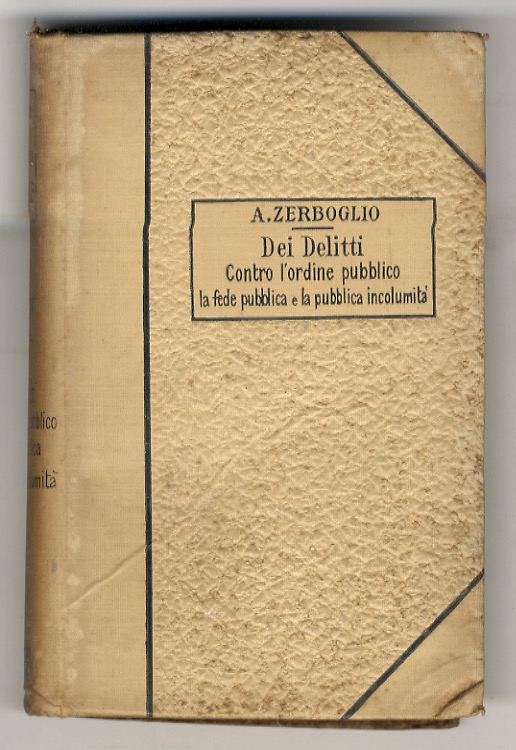 A. ZERBOGLIO
Dei Delitti
Contro l'ordine pubblico
la fede pubblica e la pubblica incolumità